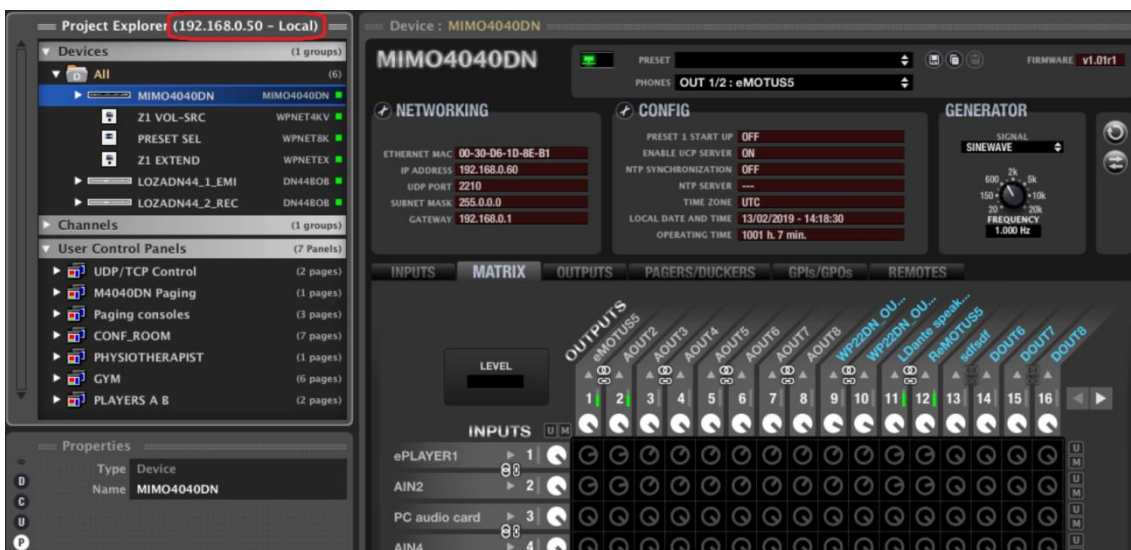 Project Explorer (192.168.0.50 – Local)
Devices (1 groups)
D All (6)
MIMO4040DN MIMO4040DN
Z1 VOL-SRC WPNET4KV
PRESET SEL WPNET8K
Z1 EXTEND WPNETEX
LOZADN44_1_EMI DN44BOB
LOZADN44_2_REC DN44BOB
Channels (1 groups)
User Control Panels (7 Panels)
UDP/TCP Control (2 pages)
M4040DN Paging (1 pages)
Paging consoles (3 pages)
CONF_ROOM (7 pages)
PHYSIOTHERAPIST (1 pages)
GYM (6 pages)
PLAYERS A B (2 pages)
Properties
Type Device
Name MIMO4040DN
D
C
U
P
Device : MIMO4040DN
MIMO4040DN
PRESET
PHONES OUT 1/2 : eMOTUS5
FIRMWARE v1.01r1
NETWORKING
ETHERNET MAC 00-30-D6-1D-8E-B1
IP ADDRESS 192.168.0.60
UDP PORT 2210
SUBNET MASK 255.0.0.0
GATEWAY 192.168.0.1
CONFIG
PRESET 1 START UP OFF
ENABLE UCP SERVER ON
NTP SYNCHRONIZATION OFF
NTP SERVER ---
TIME ZONE UTC
LOCAL DATE AND TIME 13/02/2019 - 14:18:30
OPERATING TIME 1001 h. 7 min.
GENERATOR
SIGNAL
SINEWAVE
2k
600 5k
150 10k
20 20k
FREQUENCY
1.000 Hz
INPUTS MATRIX OUTPUTS PAGERS/DUCKERS GPIs/GPOs REMOTES
LEVEL
OUTPUTS
eMOTUS5 AOUT2 AOUT3 AOUT4 AOUT5 AOUT6 AOUT7 AOUT8 WP22DN_OU... WP22DN_OU... LDante speak... ReMOTUS5 sdfsdf DOUT6 DOUT7 DOUT8
1 2 3 4 5 6 7 8 9 10 11 12 13 14 15 16
INPUTS U M
ePLAYER1 1 U M
AIN2 2 U M
PC audio card 3 U M
AIN4 4 U